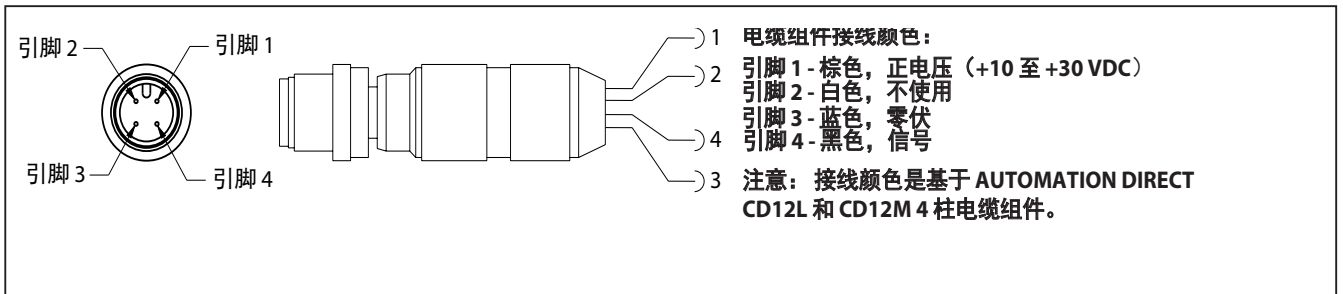 引脚 2
引脚 1
引脚 3
引脚 4
1
2
4
3
电缆组件接线颜色：
引脚 1 - 棕色，正电压（+10 至 +30 VDC）
引脚 2 - 白色，不使用
引脚 3 - 蓝色，零伏
引脚 4 - 黑色，信号
注意： 接线颜色是基于 AUTOMATION DIRECT
CD12L 和 CD12M 4 柱电缆组件。